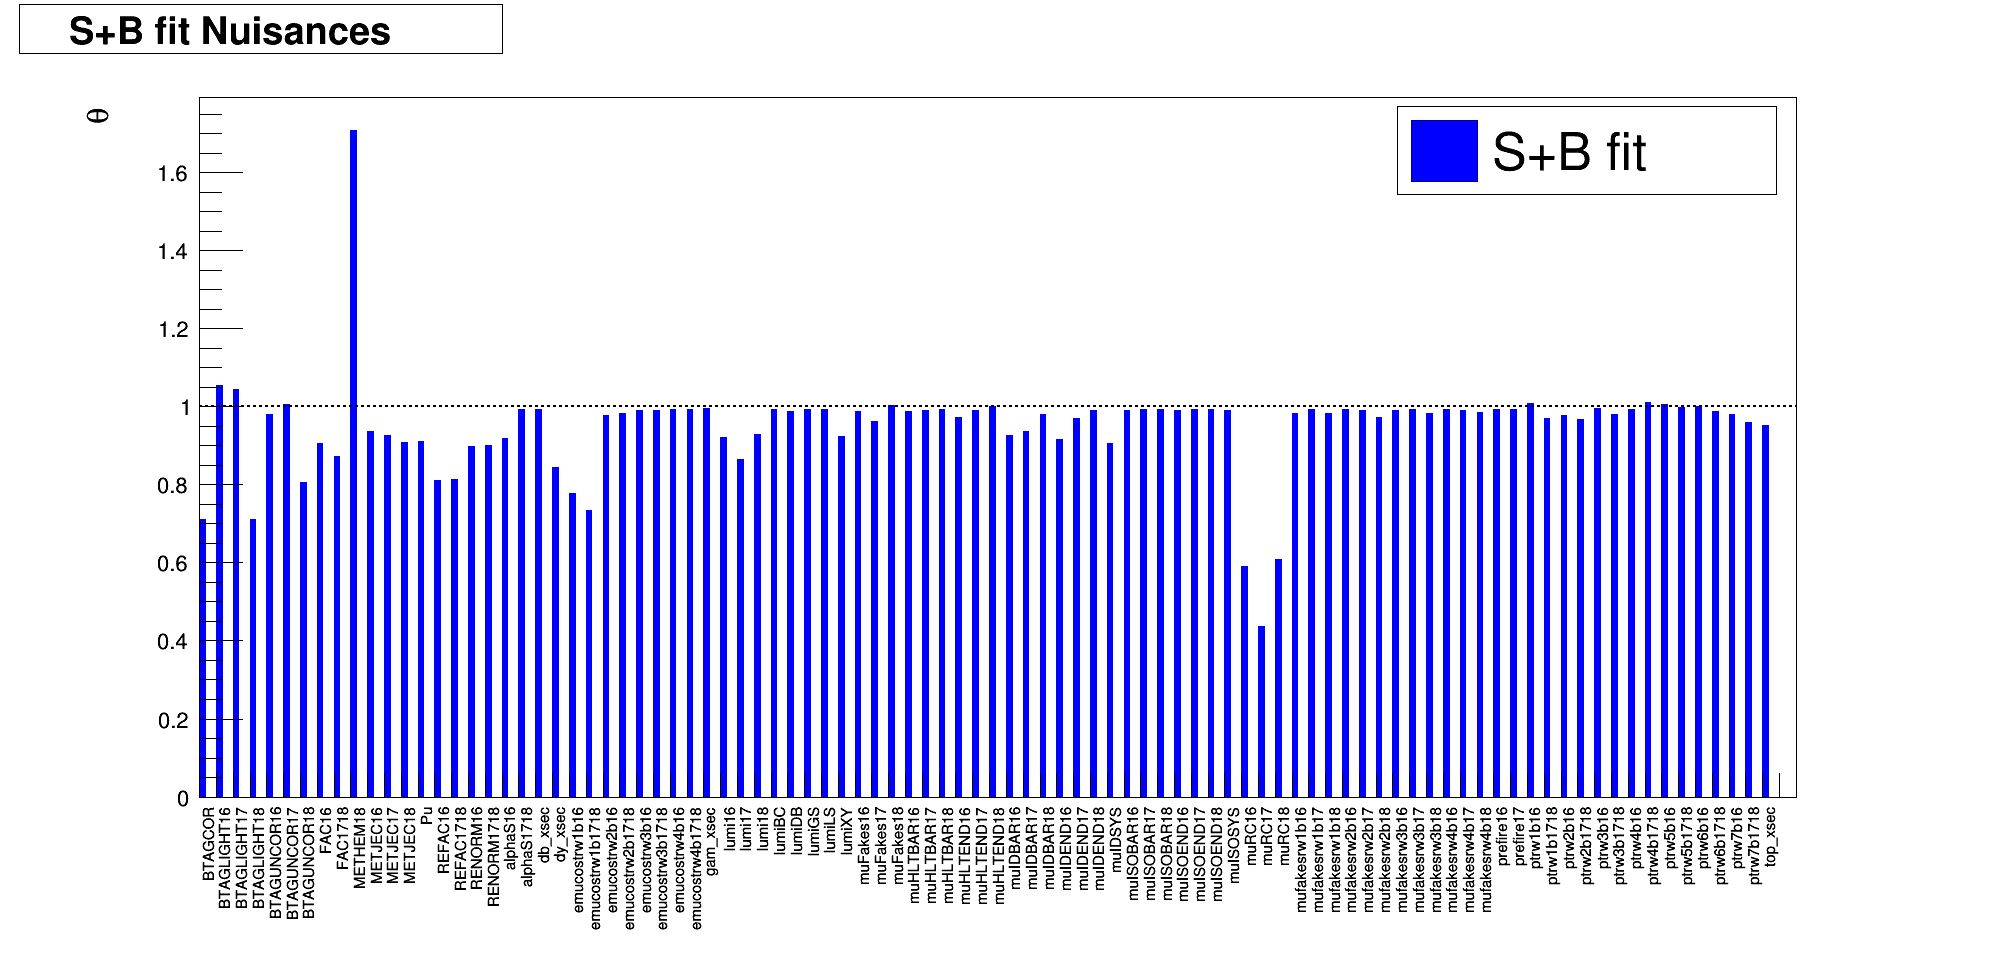 S+B fit Nuisances
θ
S+B fit
1.6
1.4
1.2
1
0.8
0.6
0.4
0.2
0
BTAGCOR
BTAGLIGHT16
BTAGLIGHT17
BTAGLIGHT18
BTAGUNCOR16
BTAGUNCOR17
BTAGUNCOR18
FAC16
FAC1718
METHEM18
METJEC16
METJEC17
METJEC18
Pu
REFAC16
REFAC1718
RENORM16
RENORM1718
alphaS16
alphaS1718
db_xsec
dy_xsec
emucostrw1b16
emucostrw1b1718
emucostrw2b16
emucostrw2b1718
emucostrw3b16
emucostrw3b1718
emucostrw4b16
emucostrw4b1718
gam_xsec
lumi16
lumi17
lumi18
lumiBC
lumiDB
lumiGS
lumiLS
lumiXY
muFakes16
muFakes17
muFakes18
muHLTBAR16
muHLTBAR17
muHLTBAR18
muHLTEND16
muHLTEND17
muHLTEND18
muIDBAR16
muIDBAR17
muIDBAR18
muIDEND16
muIDEND17
muIDEND18
muIDSYS
muISOBAR16
muISOBAR17
muISOBAR18
muISOEND16
muISOEND17
muISOEND18
muISOSYS
muRC16
muRC17
muRC18
mufakesrw1b16
mufakesrw1b17
mufakesrw1b18
mufakesrw2b16
mufakesrw2b17
mufakesrw2b18
mufakesrw3b16
mufakesrw3b17
mufakesrw3b18
mufakesrw4b16
mufakesrw4b17
mufakesrw4b18
prefire16
prefire17
ptrw1b16
ptrw1b1718
ptrw2b16
ptrw2b1718
ptrw3b16
ptrw3b1718
ptrw4b16
ptrw4b1718
ptrw5b16
ptrw5b1718
ptrw6b16
ptrw6b1718
ptrw7b16
ptrw7b1718
top_xsec